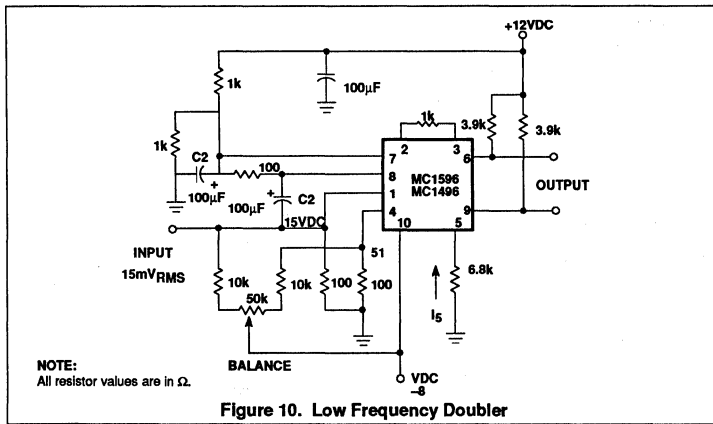 +12VDC
1k
100µF
1k
3.9k
3.9k
1k
2
3
C2
+
100µF
100
7
8
1
4
10
MC1596
MC1496
6
9
5
OUTPUT
+
100µF
C2
15VDC
INPUT
15mVRMS
51
10k
10k
100
100
50k
6.8k
I5
BALANCE
VDC
–8
NOTE:
All resistor values are in Ω.
Figure 10. Low Frequency Doubler